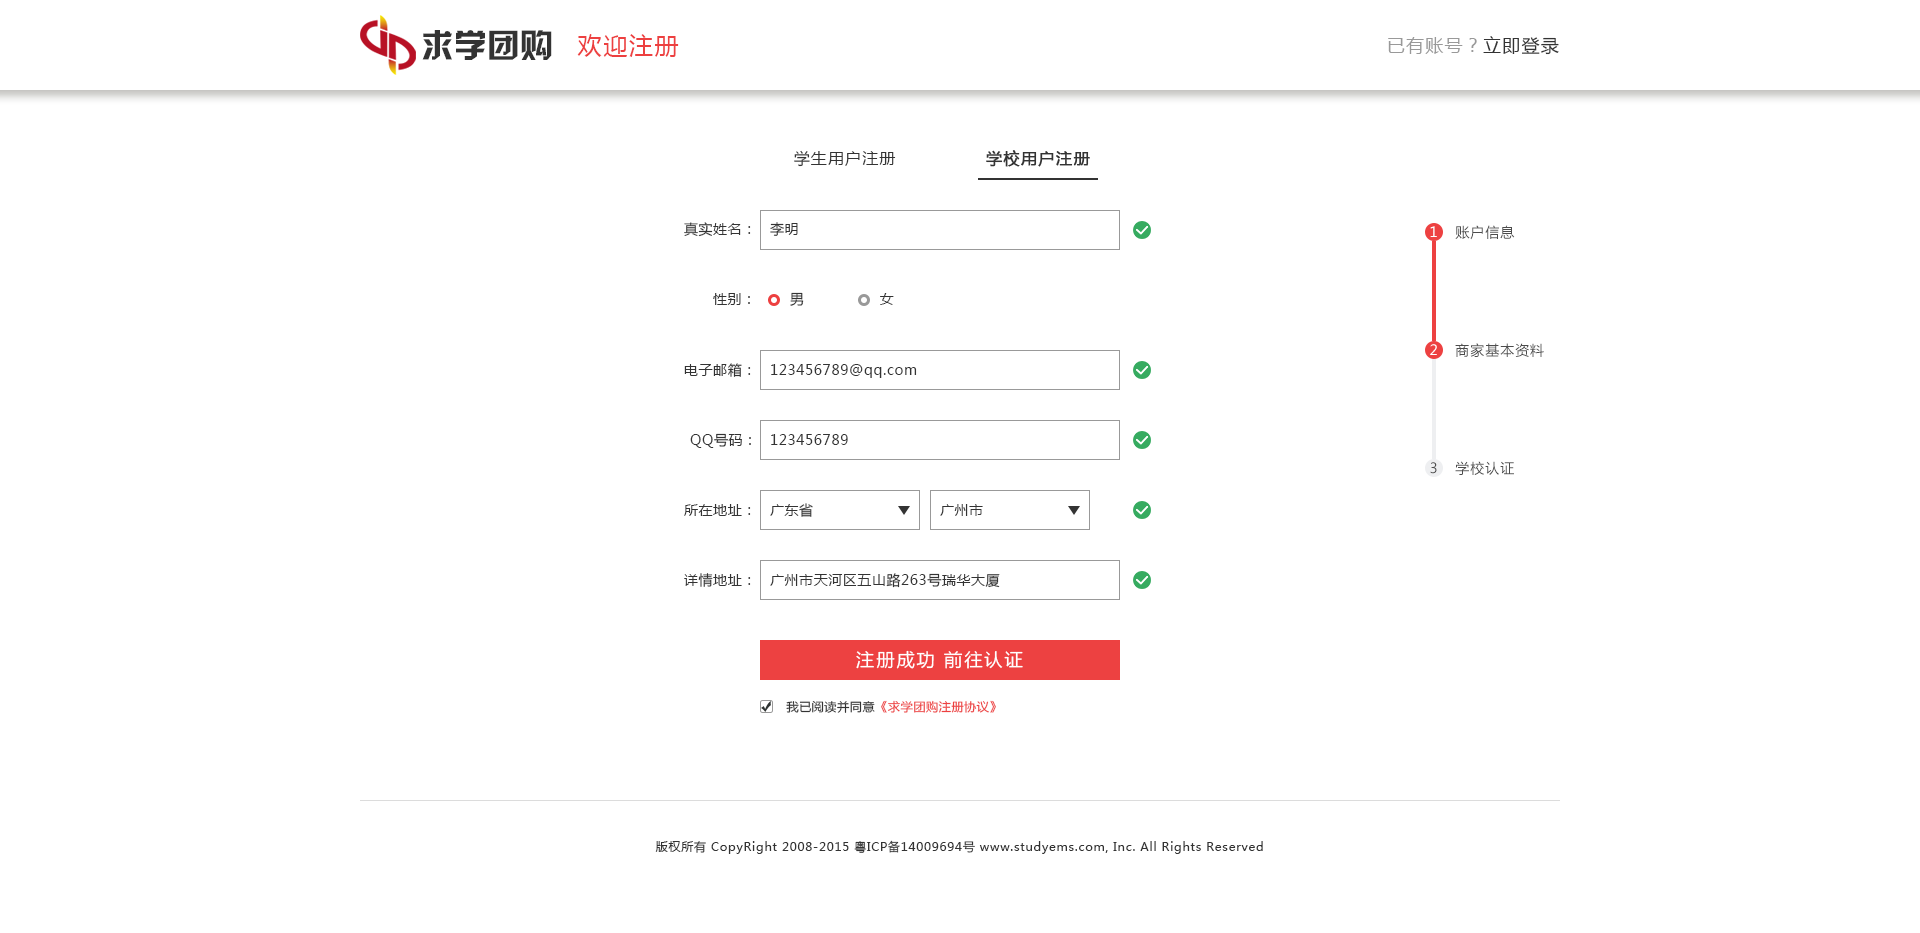 求学团购 欢迎注册 已有账号？立即登录
学生用户注册 学校用户注册
真实姓名： 李明
1 账户信息
性别： 男 女
2 商家基本资料
电子邮箱： 123456789@qq.com
QQ号码： 123456789
3 学校认证
所在地址： 广东省 广州市
详情地址： 广州市天河区五山路263号瑞华大厦
注册成功 前往认证
我已阅读并同意《求学团购注册协议》
版权所有 CopyRight 2008-2015 粤ICP备14009694号 www.studyems.com, Inc. All Rights Reserved